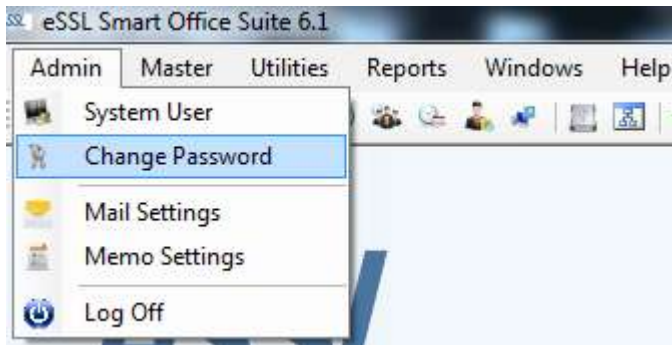 eSSL Smart Office Suite 6.1
Admin Master Utilities Reports Windows Help
System User
Change Password
Mail Settings
Memo Settings
Log Off